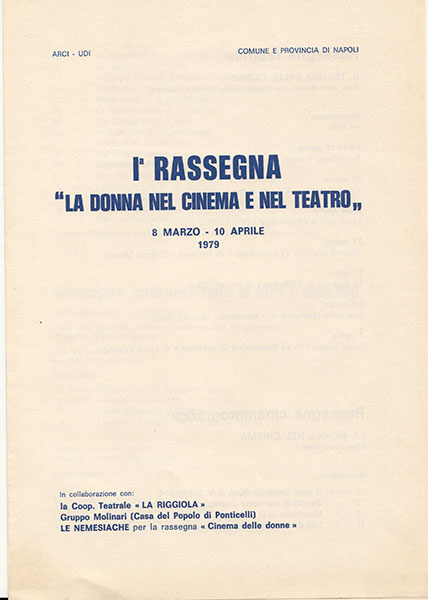 ARCI - UDI
COMUNE E PROVINCIA DI NAPOLI
Iª RASSEGNA
"LA DONNA NEL CINEMA E NEL TEATRO„
8 MARZO - 10 APRILE
1979
In collaborazione con:
la Coop. Teatrale « LA RIGGIOLA »
Gruppo Molinari (Casa del Popolo di Ponticelli)
LE NEMESIACHE per la rassegna « Cinema delle donne »